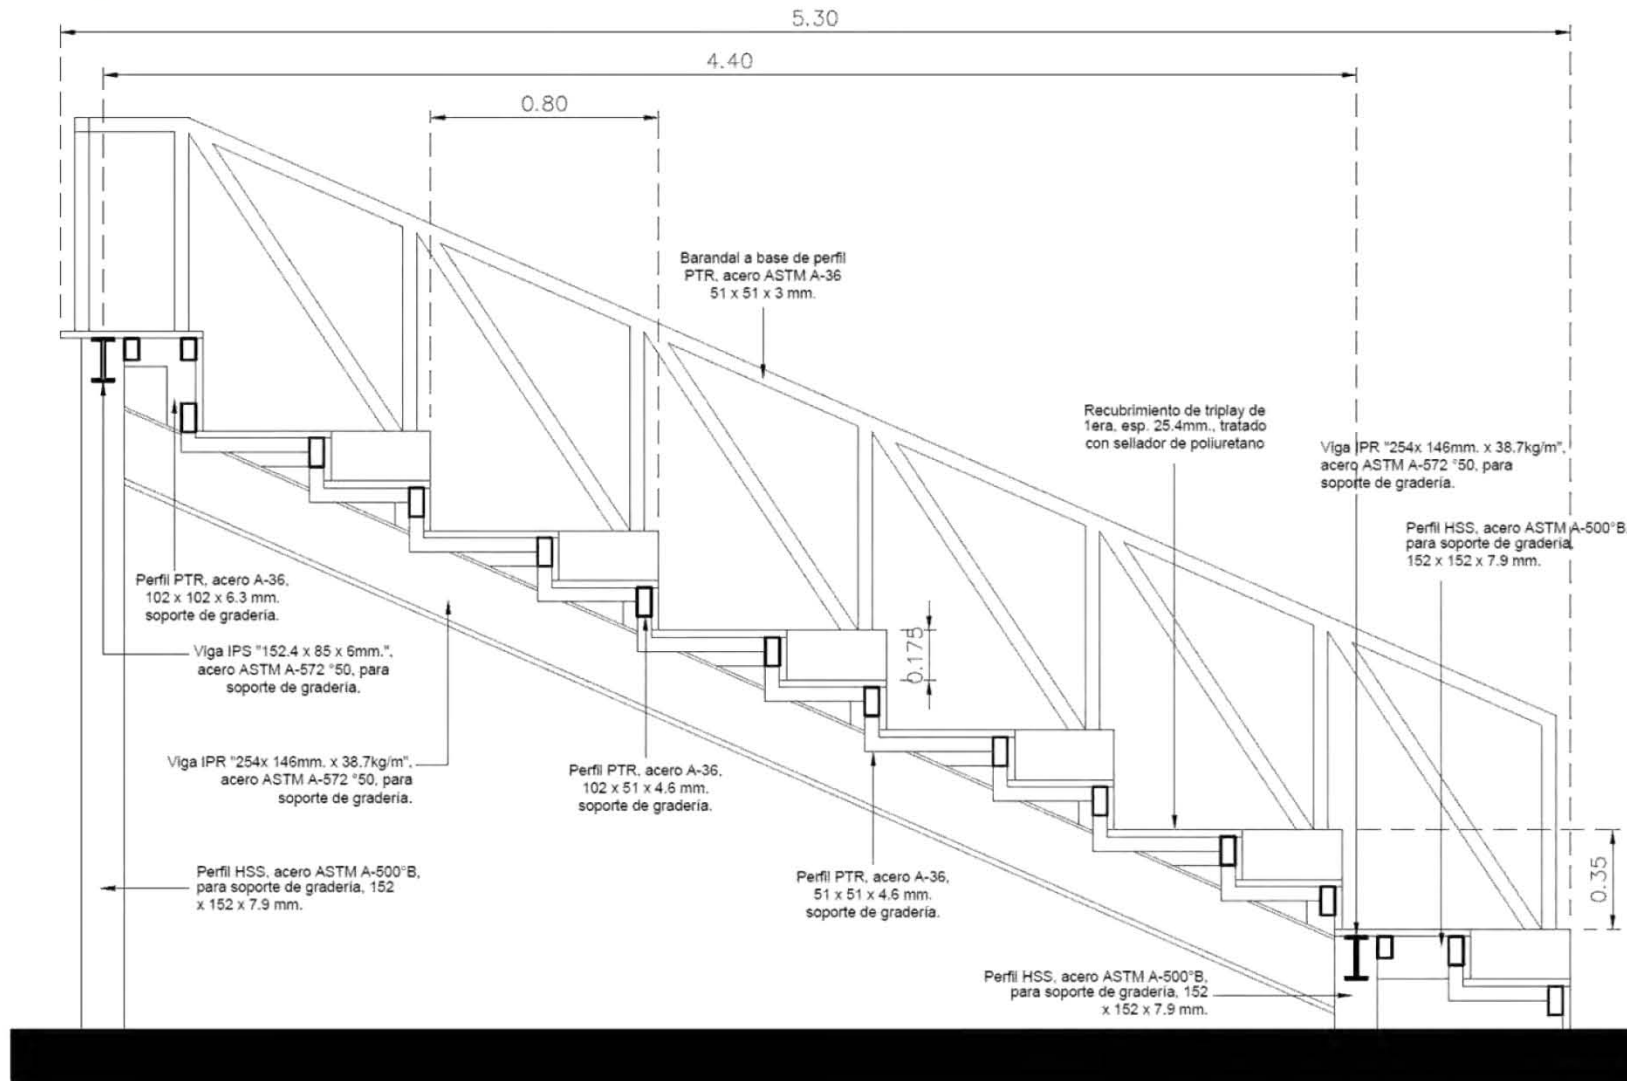 5.30
4.40
0.80
Barandal a base de perfil
PTR, acero ASTM A-36
51 x 51 x 3 mm.
Recubrimiento de triplay de
1era, esp. 25.4mm., tratado
con sellador de poliuretano
Viga IPR "254x 146mm. x 38.7kg/m",
acero ASTM A-572 °50, para
soporte de gradería.
Perfil HSS, acero ASTM A-500°B,
para soporte de gradería,
152 x 152 x 7.9 mm.
Perfil PTR, acero A-36,
102 x 102 x 6.3 mm.
soporte de gradería.
Viga IPS "152.4 x 85 x 6mm.",
acero ASTM A-572 °50, para
soporte de gradería.
0.175
Viga IPR "254x 146mm. x 38.7kg/m",
acero ASTM A-572 °50, para
soporte de gradería.
Perfil PTR, acero A-36,
102 x 51 x 4.6 mm.
soporte de gradería.
Perfil HSS, acero ASTM A-500°B,
para soporte de gradería, 152
x 152 x 7.9 mm.
Perfil PTR, acero A-36,
51 x 51 x 4.6 mm.
soporte de gradería.
0.35
Perfil HSS, acero ASTM A-500°B,
para soporte de gradería, 152
x 152 x 7.9 mm.